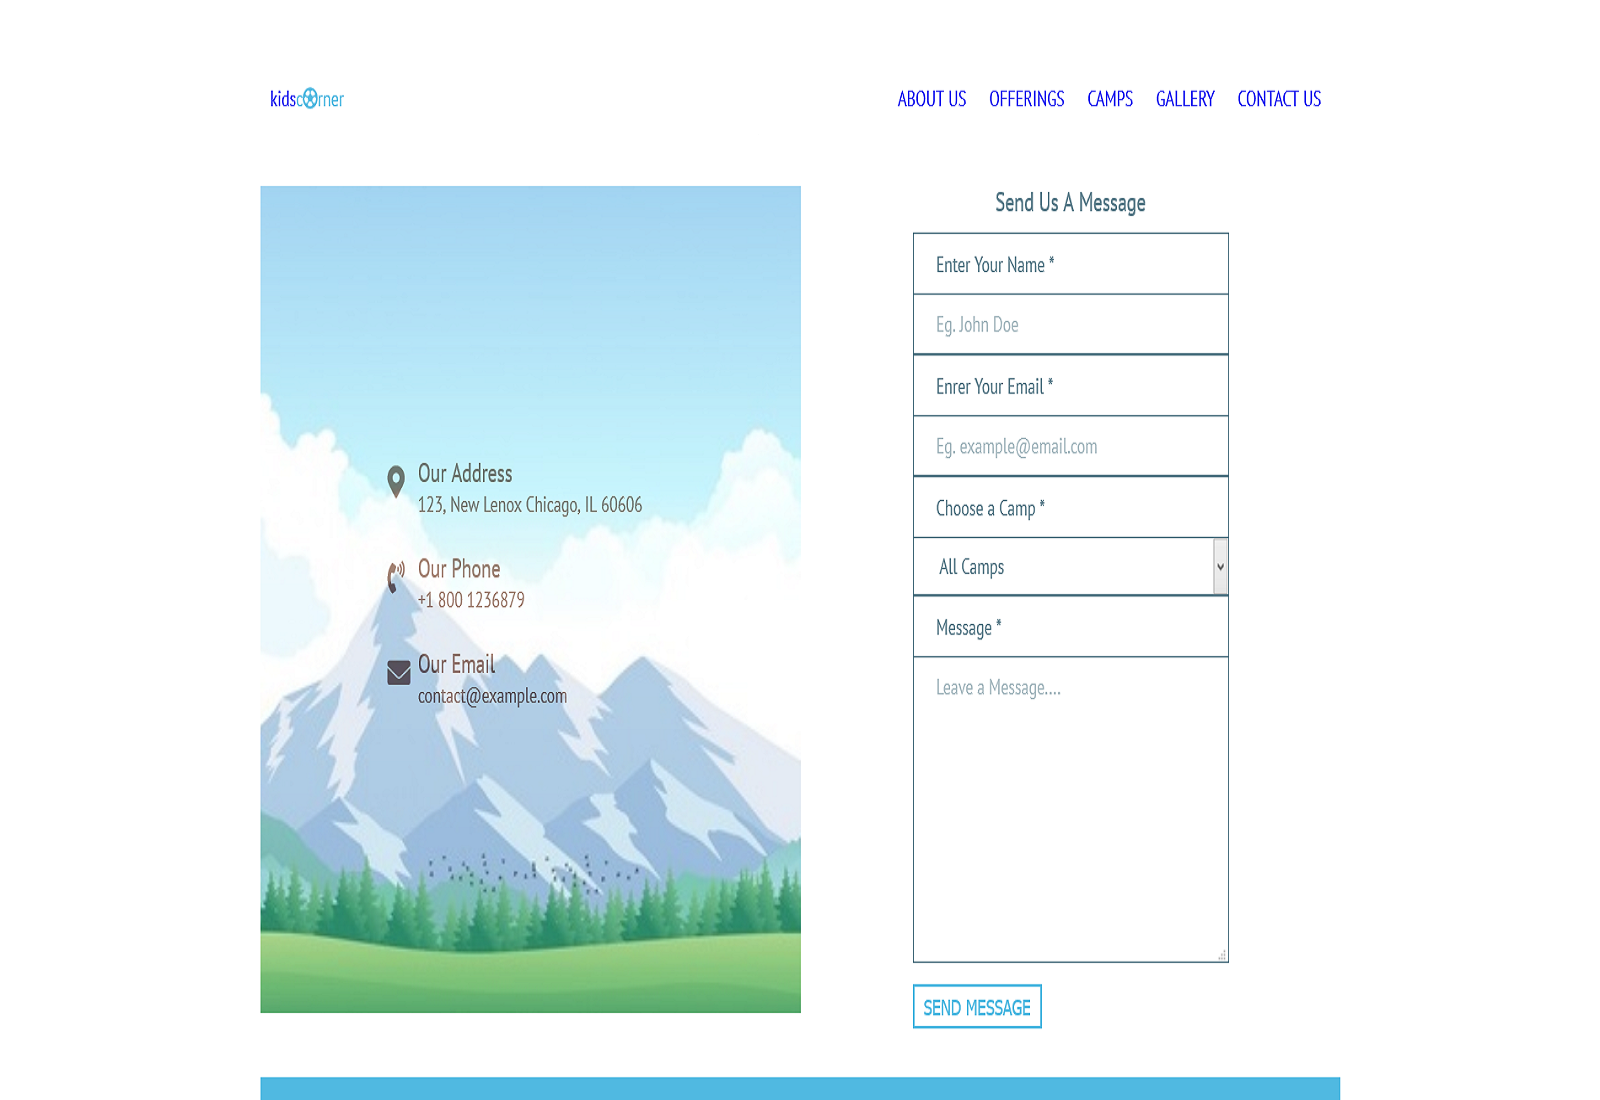 kidscorner
ABOUT US OFFERINGS CAMPS GALLERY CONTACT US
Our Address
123, New Lenox Chicago, IL 60606
Our Phone
+1 800 1236879
Our Email
contact@example.com
Send Us A Message
Enter Your Name *
Eg. John Doe
Enrer Your Email *
Eg. example@email.com
Choose a Camp *
All Camps
Message *
Leave a Message....
SEND MESSAGE